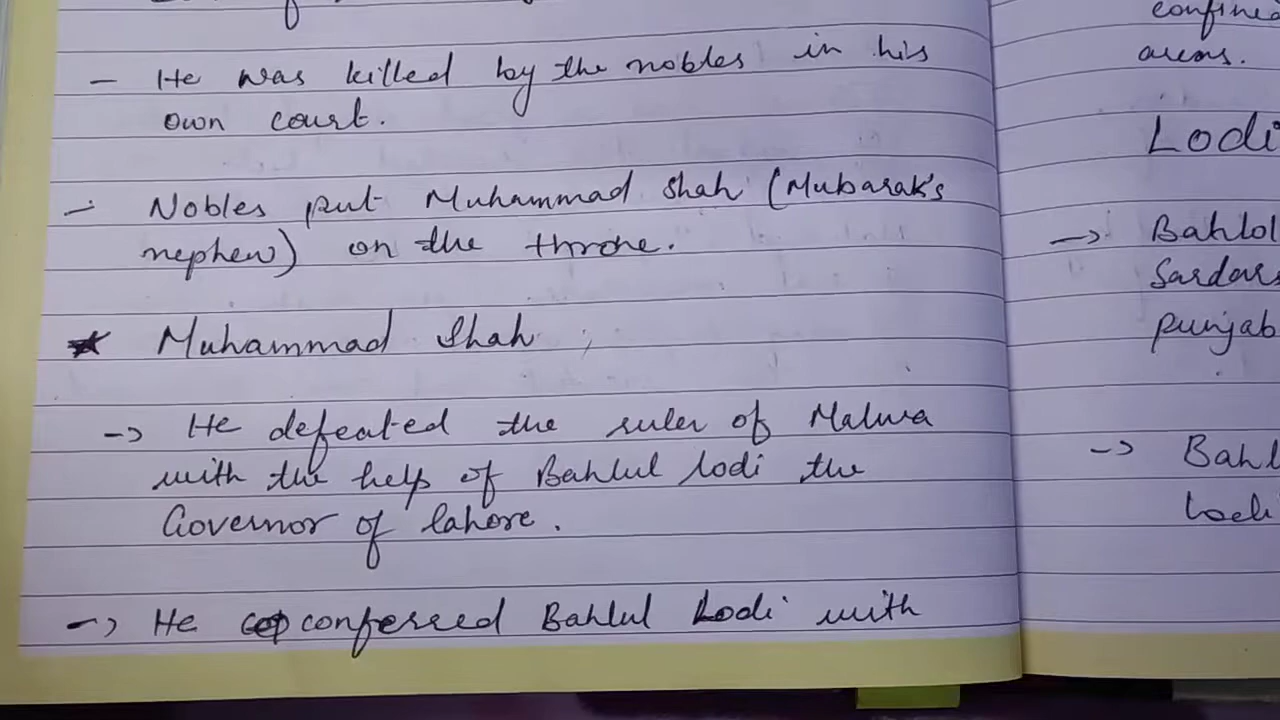 - He was killed by the nobles in his
own court.
- Nobles put Muhammad Shah (Mubarak's
nephew) on the throne.
★ Muhammad Shah ;
-> He defeated the ruler of Malwa
with the help of Bahlul Lodi the
Governor of Lahore.
-> He conferred Bahlul Lodi with
confined
areas.
Lodi
-> Bahlol
Sardars
Punjab
-> Bahl
Lodi